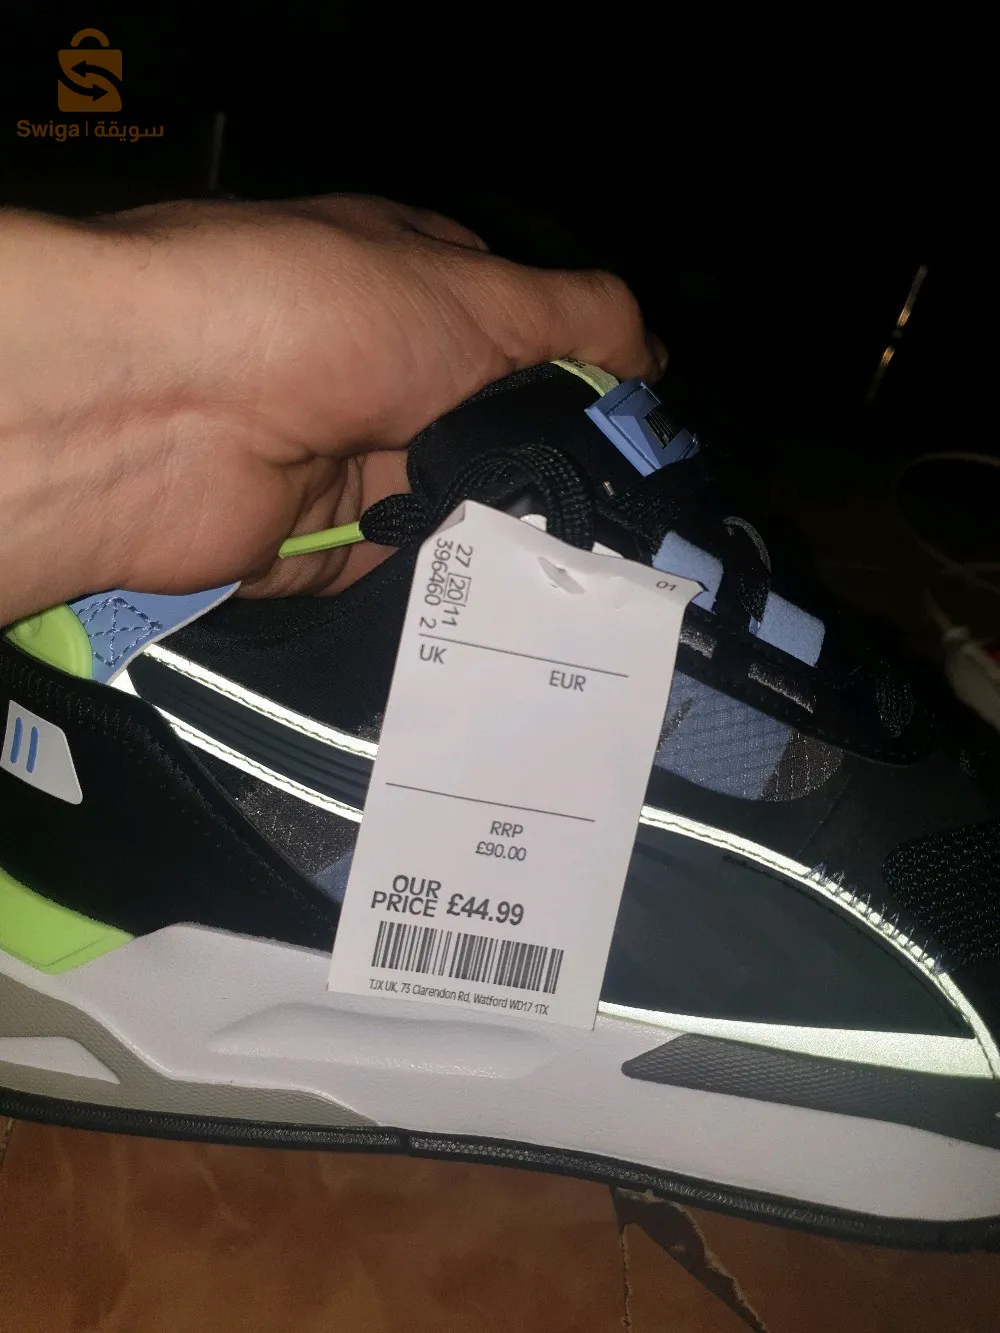 Swiga | سويقة
01
27 20 11
396460 2
UK
EUR
RRP
£90.00
OUR
PRICE £44.99
TJX UK, 73 Clarendon Rd, Watford WD17 1TX